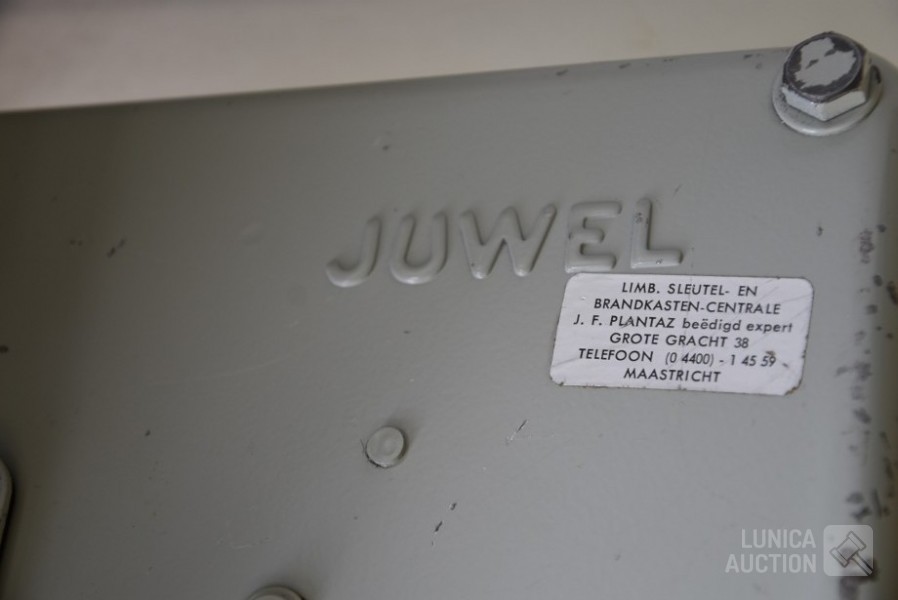 JUWEL
LIMB. SLEUTEL- EN
BRANDKASTEN-CENTRALE
J. F. PLANTAZ beëdigd expert
GROTE GRACHT 38
TELEFOON (0 4400) - 1 45 59
MAASTRICHT
LUNICA
AUCTION